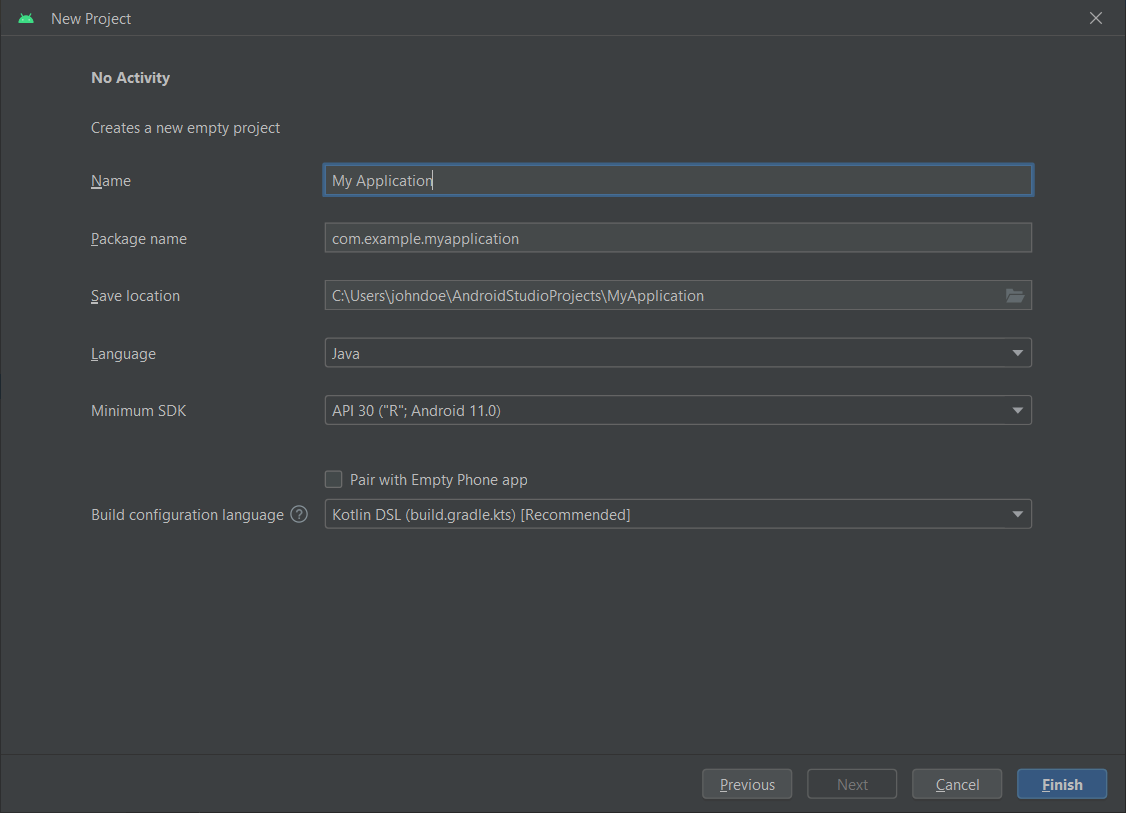 New Project
No Activity
Creates a new empty project
Name My Application
Package name com.example.myapplication
Save location C:\Users\johndoe\AndroidStudioProjects\MyApplication
Language Java
Minimum SDK API 30 ("R"; Android 11.0)
Pair with Empty Phone app
Build configuration language ? Kotlin DSL (build.gradle.kts) [Recommended]
Previous Next Cancel Finish